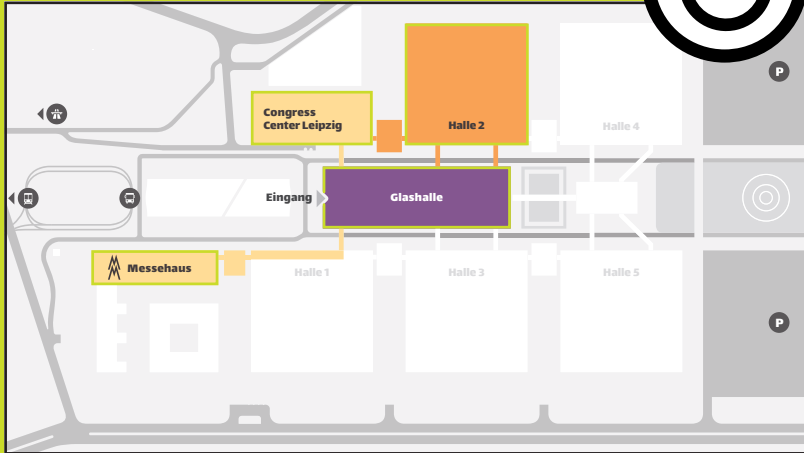 P
Congress
Center Leipzig
Halle 2
Halle 4
Eingang
Glashalle
Messehaus
Halle 1
Halle 3
Halle 5
P